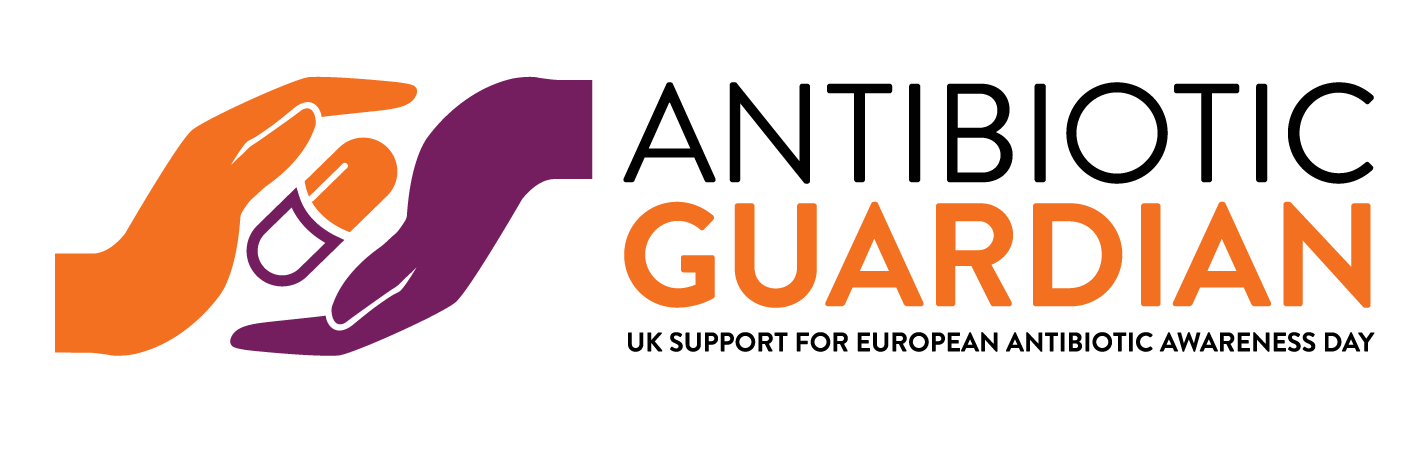 ANTIBIOTIC
GUARDIAN
UK SUPPORT FOR EUROPEAN ANTIBIOTIC AWARENESS DAY